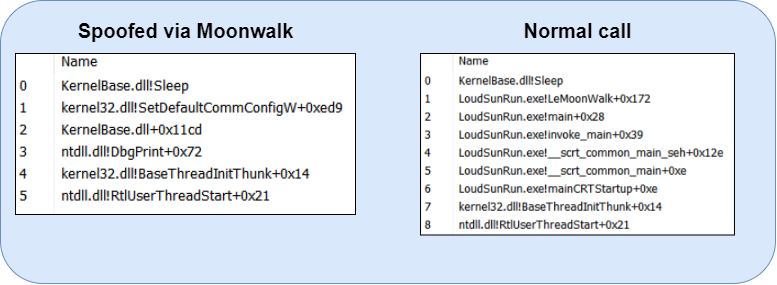 Spoofed via Moonwalk
Name
0 KernelBase.dll!Sleep
1 kernel32.dll!SetDefaultCommConfigW+0xed9
2 KernelBase.dll+0x11cd
3 ntdll.dll!DbgPrint+0x72
4 kernel32.dll!BaseThreadInitThunk+0x14
5 ntdll.dll!RtlUserThreadStart+0x21
Normal call
Name
0 KernelBase.dll!Sleep
1 LoudSunRun.exe!LeMoonWalk+0x172
2 LoudSunRun.exe!main+0x28
3 LoudSunRun.exe!invoke_main+0x39
4 LoudSunRun.exe!__scrt_common_main_seh+0x12e
5 LoudSunRun.exe!__scrt_common_main+0xe
6 LoudSunRun.exe!mainCRTStartup+0xe
7 kernel32.dll!BaseThreadInitThunk+0x14
8 ntdll.dll!RtlUserThreadStart+0x21